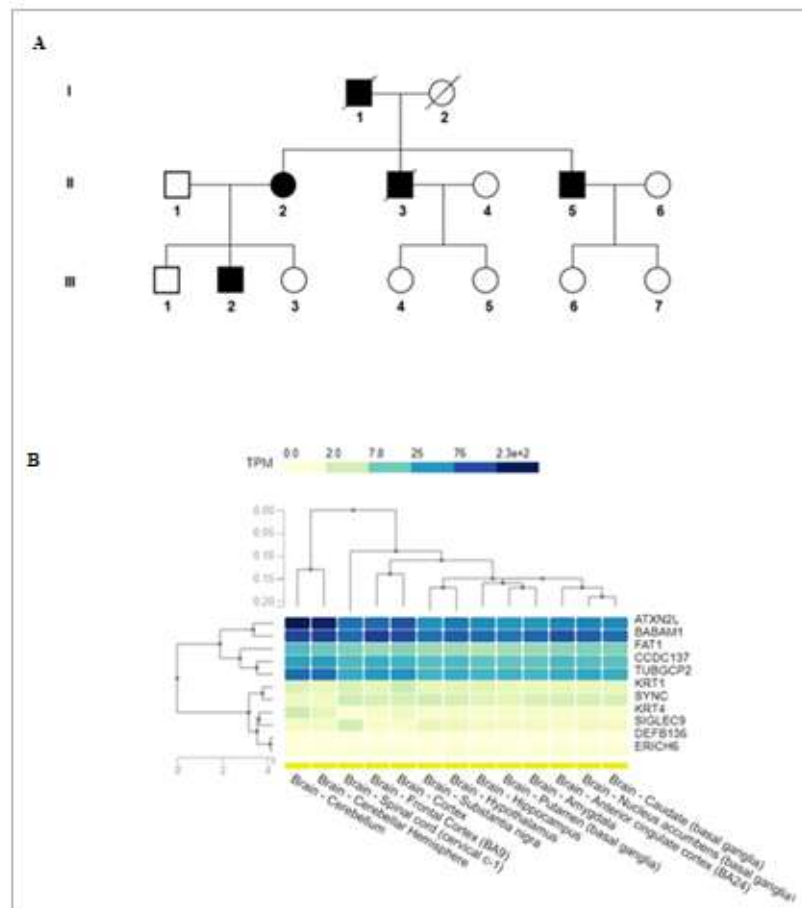 A
I
1 2
II
1 2 3 4 5 6
III
1 2 3 4 5 6 7
B
TPM
0.0 2.0 7.8 25 76 2.3e+2
0.00
0.05
0.10
0.15
0.20
ATXN2L
BABAM1
FAT1
CCDC137
TUBGCP2
KRT1
SYNC
KRT4
SIGLEC9
DEFB136
ERICH6
0 2 4
Brain - Cerebellum
Brain - Cerebellar Hemisphere
Brain - Spinal cord (cervical c-1)
Brain - Frontal Cortex (BA9)
Brain - Cortex
Brain - Substantia nigra
Brain - Hypothalamus
Brain - Hippocampus
Brain - Putamen (basal ganglia)
Brain - Amygdala
Brain - Anterior cingulate cortex (BA24)
Brain - Nucleus accumbens (basal ganglia)
Brain - Caudate (basal ganglia)